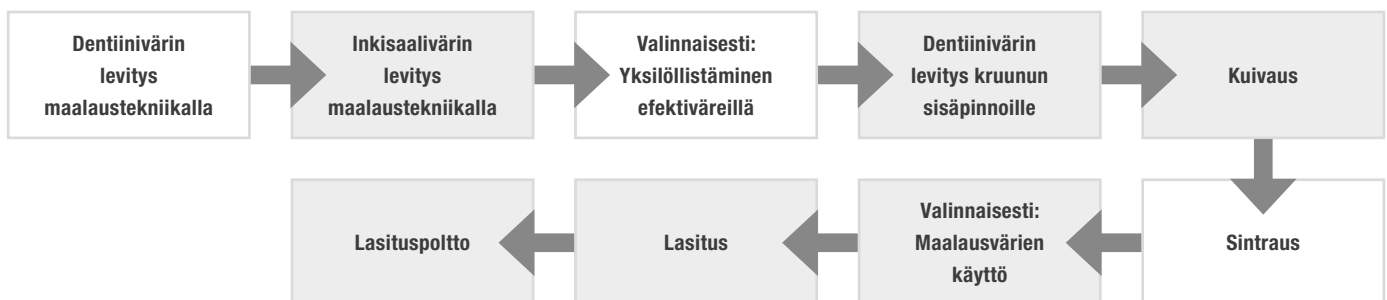 Dentiinivärin
levitys
maalaustekniikalla
Inkisaalivärin
levitys
maalaustekniikalla
Valinnaisesti:
Yksilöllistäminen
efektiväreillä
Dentiinivärin
levitys kruunun
sisäpinnoille
Kuivaus
Sintraus
Valinnaisesti:
Maalausvärien
käyttö
Lasitus
Lasituspoltto